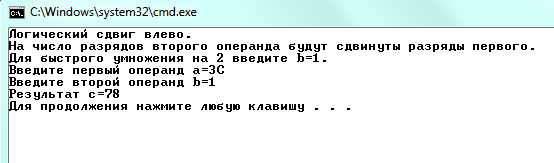 C:\Windows\system32\cmd.exe
Логический сдвиг влево.
На число разрядов второго операнда будут сдвинуты разряды первого.
Для быстрого умножения на 2 введите b=1.
Введите первый операнд a=3C
Введите второй операнд b=1
Результат c=78
Для продолжения нажмите любую клавишу . . .